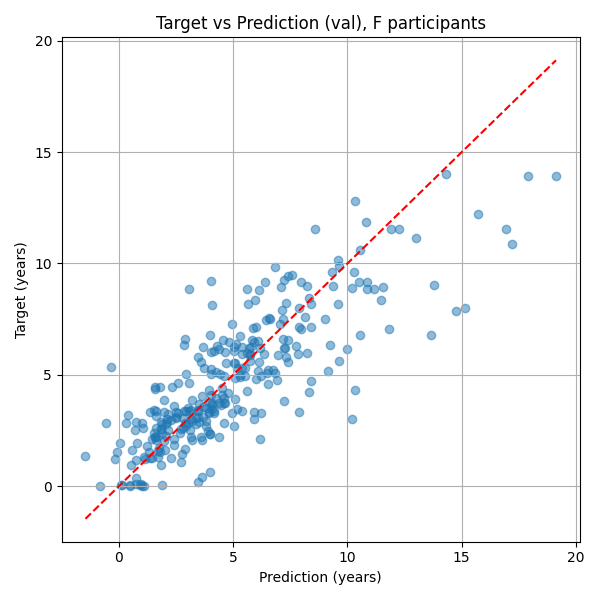 Target vs Prediction (val), F participants
20
15
10
5
0
Target (years)
0 5 10 15 20
Prediction (years)